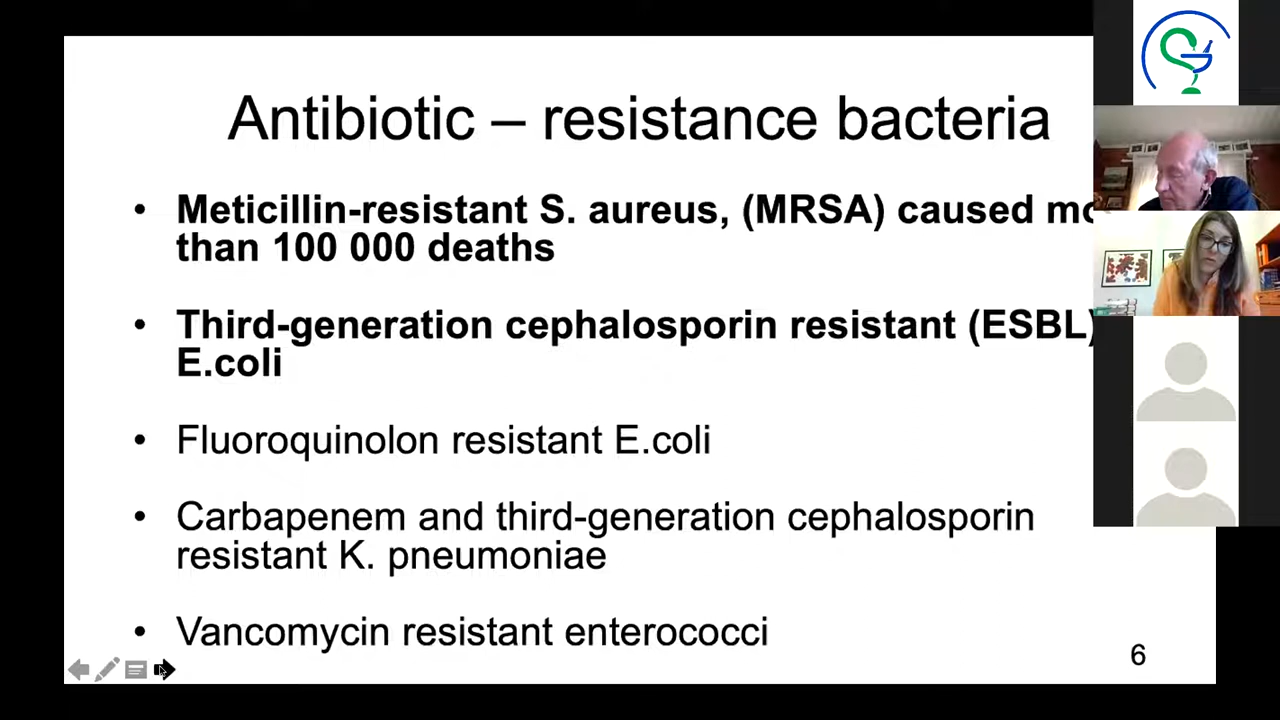 Antibiotic – resistance bacteria
• Meticillin-resistant S. aureus, (MRSA) caused
than 100 000 deaths
• Third-generation cephalosporin resistant (ESBL)
E.coli
• Fluoroquinolon resistant E.coli
• Carbapenem and third-generation cephalosporin
resistant K. pneumoniae
• Vancomycin resistant enterococci
6